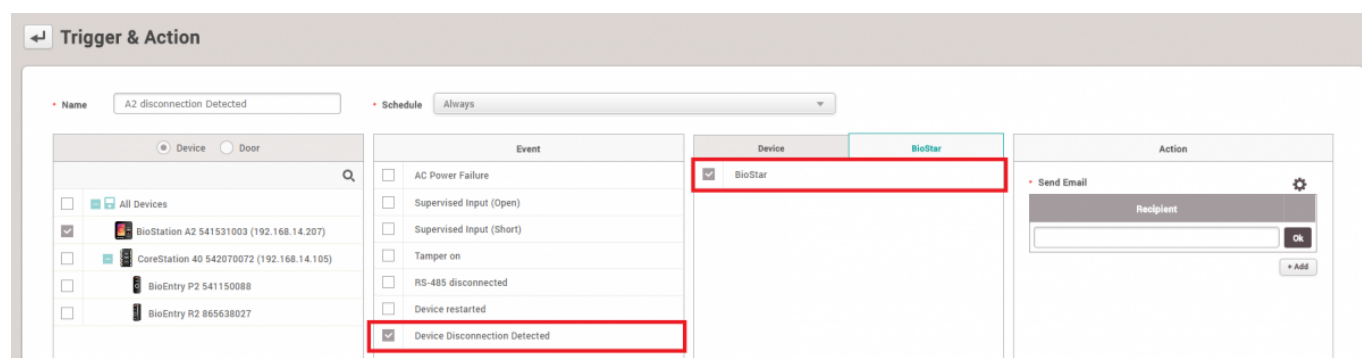 Trigger & Action
• Name A2 disconnection Detected • Schedule Always
Device Door
All Devices
BioStation A2 541531003 (192.168.14.207)
CoreStation 40 542070072 (192.168.14.105)
BioEntry P2 541150088
BioEntry R2 865638027
Event
AC Power Failure
Supervised Input (Open)
Supervised Input (Short)
Tamper on
RS-485 disconnected
Device restarted
Device Disconnection Detected
Device BioStar
BioStar
Action
• Send Email
Recipient
Ok
+ Add